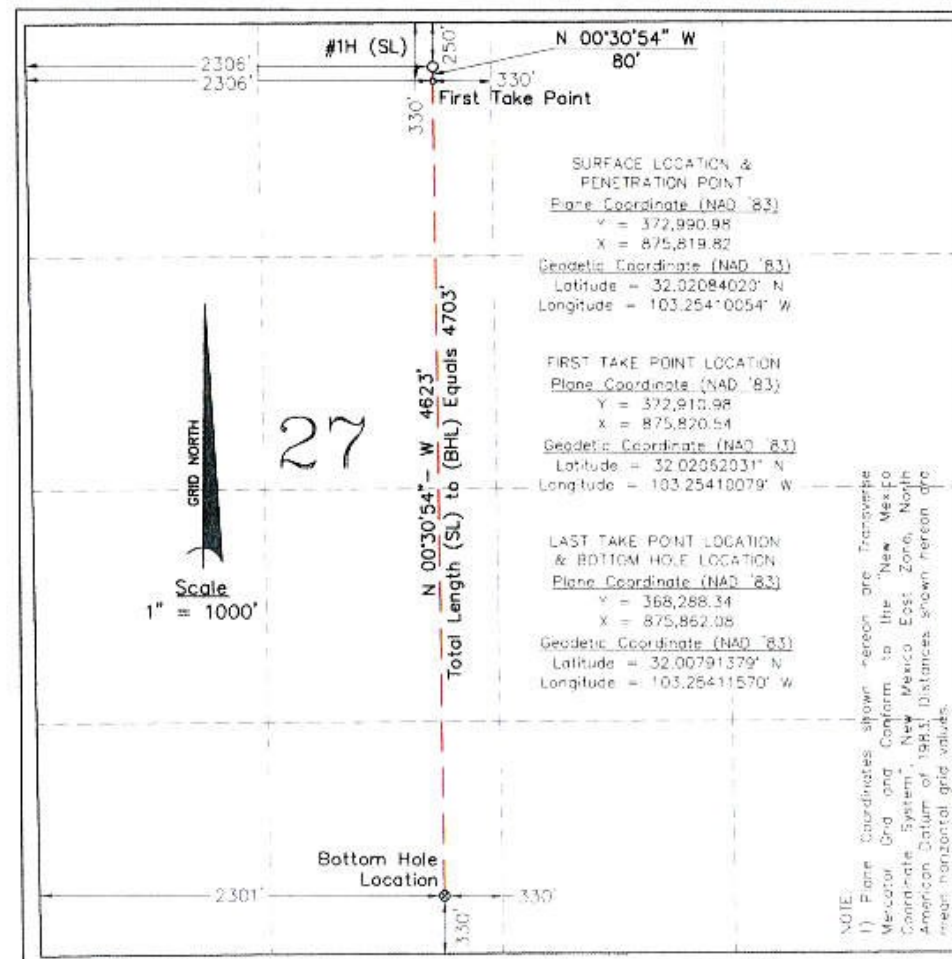 #1H (SL)
250'
N 00°30'54" W
80'
2306'
2306'
330'
First Take Point
330'
SURFACE LOCATION &
PENETRATION POINT
Plane Coordinate (NAD '83)
Y = 372,990.98
X = 875,819.82
Geodetic Coordinate (NAD '83)
Latitude = 32.02084020° N
Longitude = 103.25410054° W
FIRST TAKE POINT LOCATION
Plane Coordinate (NAD '83)
Y = 372,910.98
X = 875,820.54
Geodetic Coordinate (NAD '83)
Latitude = 32.02062031° N
Longitude = 103.25410079° W
LAST TAKE POINT LOCATION
& BOTTOM HOLE LOCATION
Plane Coordinate (NAD '83)
Y = 368,288.34
X = 875,862.08
Geodetic Coordinate (NAD '83)
Latitude = 32.00791379° N
Longitude = 103.25411570° W
27
GRID NORTH
Scale
1" = 1000'
N 00°30'54"- W 4623'
Total Length (SL) to (BHL) Equals 4703'
Bottom Hole
Location
2301'
330'
330'
NOTE:
1) Plane Coordinates shown hereon are Transverse
Mercator Grid and Conform to the "New Mexico
Coordinate System", New Mexico East Zone, North
American Datum of 1983. Distances shown hereon are
mean horizontal grid values.